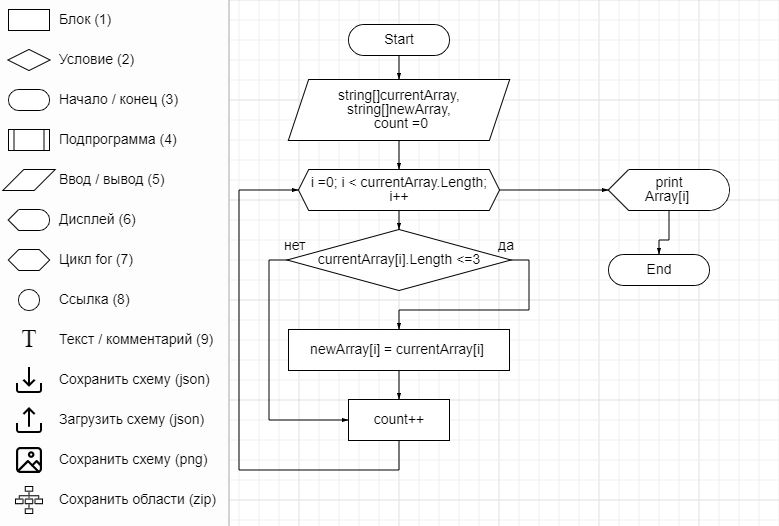 Блок (1)
Условие (2)
Начало / конец (3)
Подпрограмма (4)
Ввод / вывод (5)
Дисплей (6)
Цикл for (7)
Ссылка (8)
T
Текст / комментарий (9)
Сохранить схему (json)
Загрузить схему (json)
Сохранить схему (png)
Сохранить области (zip)
Start
string[]currentArray,
string[]newArray,
count =0
i =0; i < currentArray.Length;
i++
print
Array[i]
нет
да
currentArray[i].Length <=3
End
newArray[i] = currentArray[i]
count++